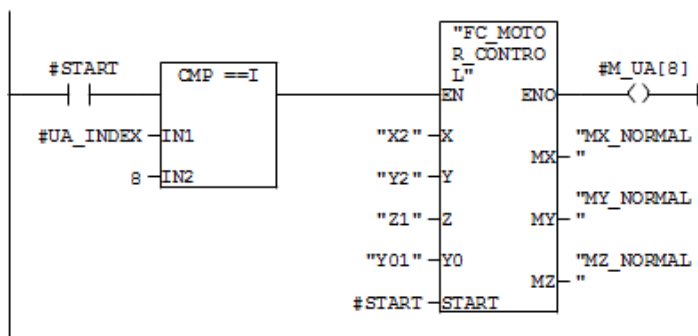 "FC_MOTO
R_CONTRO
L"
#START
CMP ==I
#M_UA[8]
EN ENO
#UA_INDEX IN1
"X2" X
"MX_NORMAL
MX "
8 IN2
"Y2" Y
"MY_NORMAL
"Z1" Z
MY "
"Y01" Y0
"MZ_NORMAL
MZ "
#START START